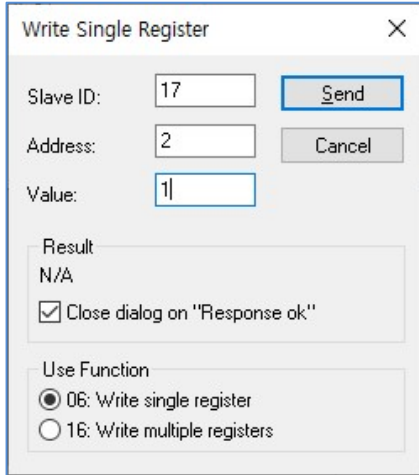 Write Single Register
Slave ID: 17 Send
Address: 2 Cancel
Value: 1
Result
N/A
Close dialog on "Response ok"
Use Function
06: Write single register
16: Write multiple registers